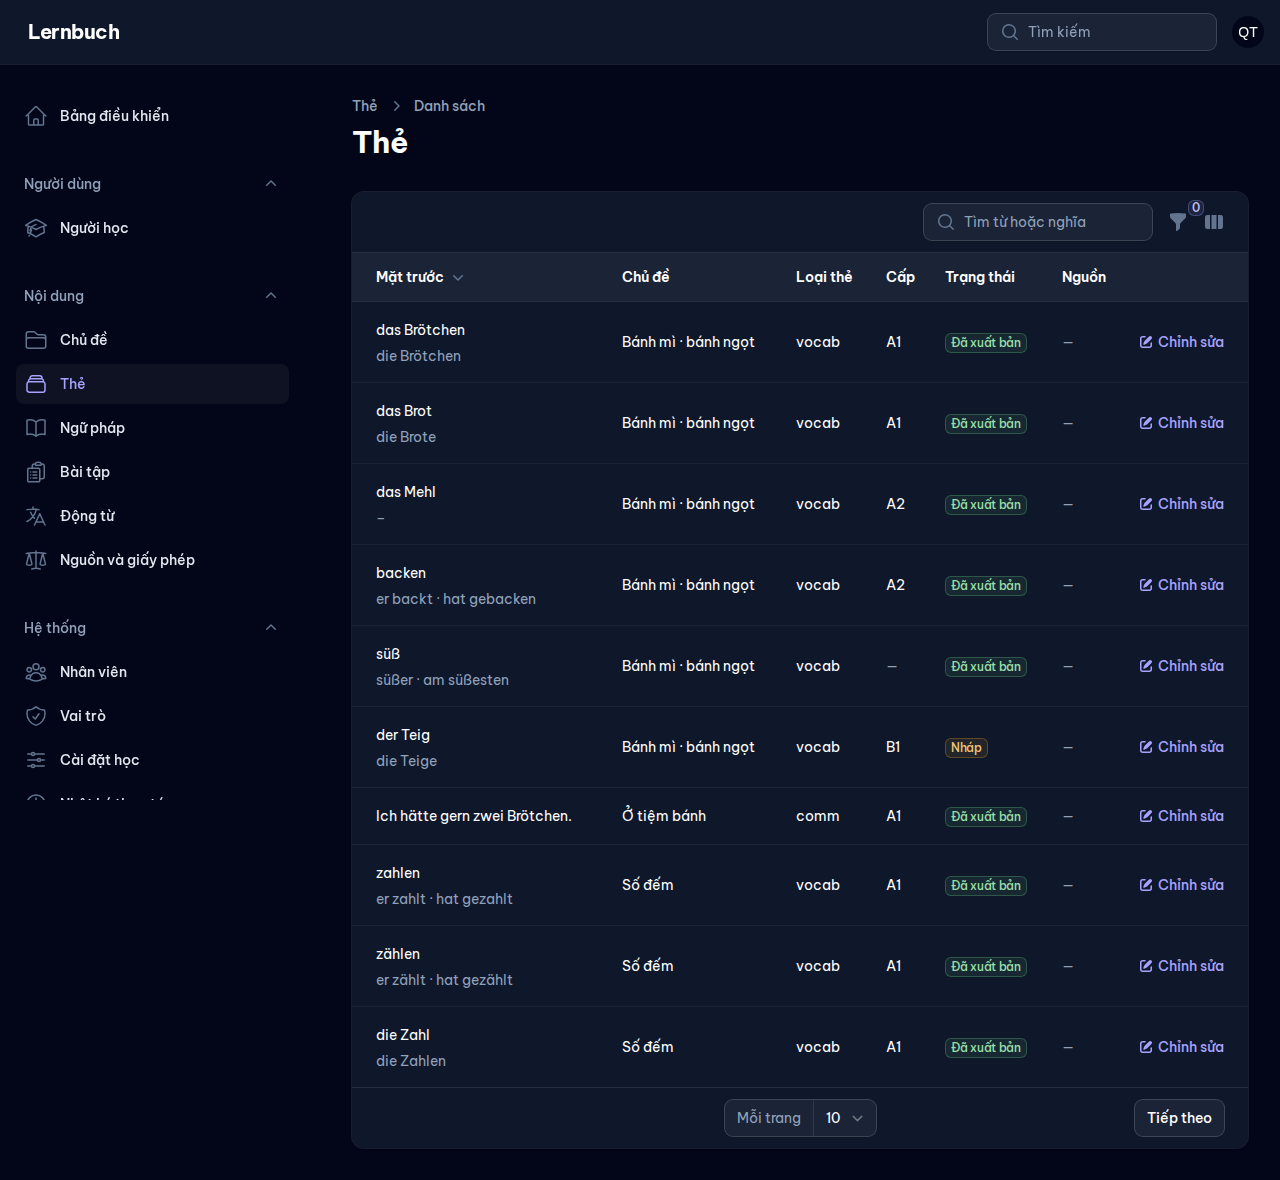 Lernbuch
Tìm kiếm
QT
Bảng điều khiển
Người dùng
Người học
Nội dung
Chủ đề
Thẻ
Ngữ pháp
Bài tập
Động từ
Nguồn và giấy phép
Hệ thống
Nhân viên
Vai trò
Cài đặt học
Thẻ > Danh sách
Thẻ
Tìm từ hoặc nghĩa
0
Mặt trước Chủ đề Loại thẻ Cấp Trạng thái Nguồn
das Brötchen
die Brötchen
Bánh mì · bánh ngọt vocab A1 Đã xuất bản — Chỉnh sửa
das Brot
die Brote
Bánh mì · bánh ngọt vocab A1 Đã xuất bản — Chỉnh sửa
das Mehl
–
Bánh mì · bánh ngọt vocab A2 Đã xuất bản — Chỉnh sửa
backen
er backt · hat gebacken
Bánh mì · bánh ngọt vocab A2 Đã xuất bản — Chỉnh sửa
süß
süßer · am süßesten
Bánh mì · bánh ngọt vocab — Đã xuất bản — Chỉnh sửa
der Teig
die Teige
Bánh mì · bánh ngọt vocab B1 Nháp — Chỉnh sửa
Ich hätte gern zwei Brötchen. Ở tiệm bánh comm A1 Đã xuất bản — Chỉnh sửa
zahlen
er zahlt · hat gezahlt
Số đếm vocab A1 Đã xuất bản — Chỉnh sửa
zählen
er zählt · hat gezählt
Số đếm vocab A1 Đã xuất bản — Chỉnh sửa
die Zahl
die Zahlen
Số đếm vocab A1 Đã xuất bản — Chỉnh sửa
Mỗi trang 10
Tiếp theo